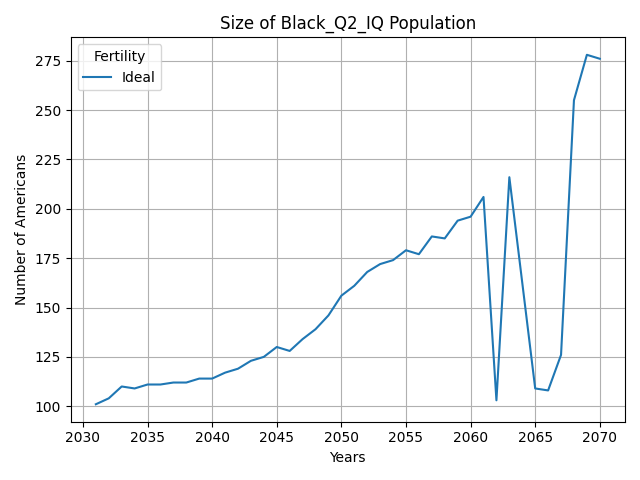 Size of Black_Q2_IQ Population
Number of Americans
Fertility
Ideal
275
250
225
200
175
150
125
100
2030 2035 2040 2045 2050 2055 2060 2065 2070
Years